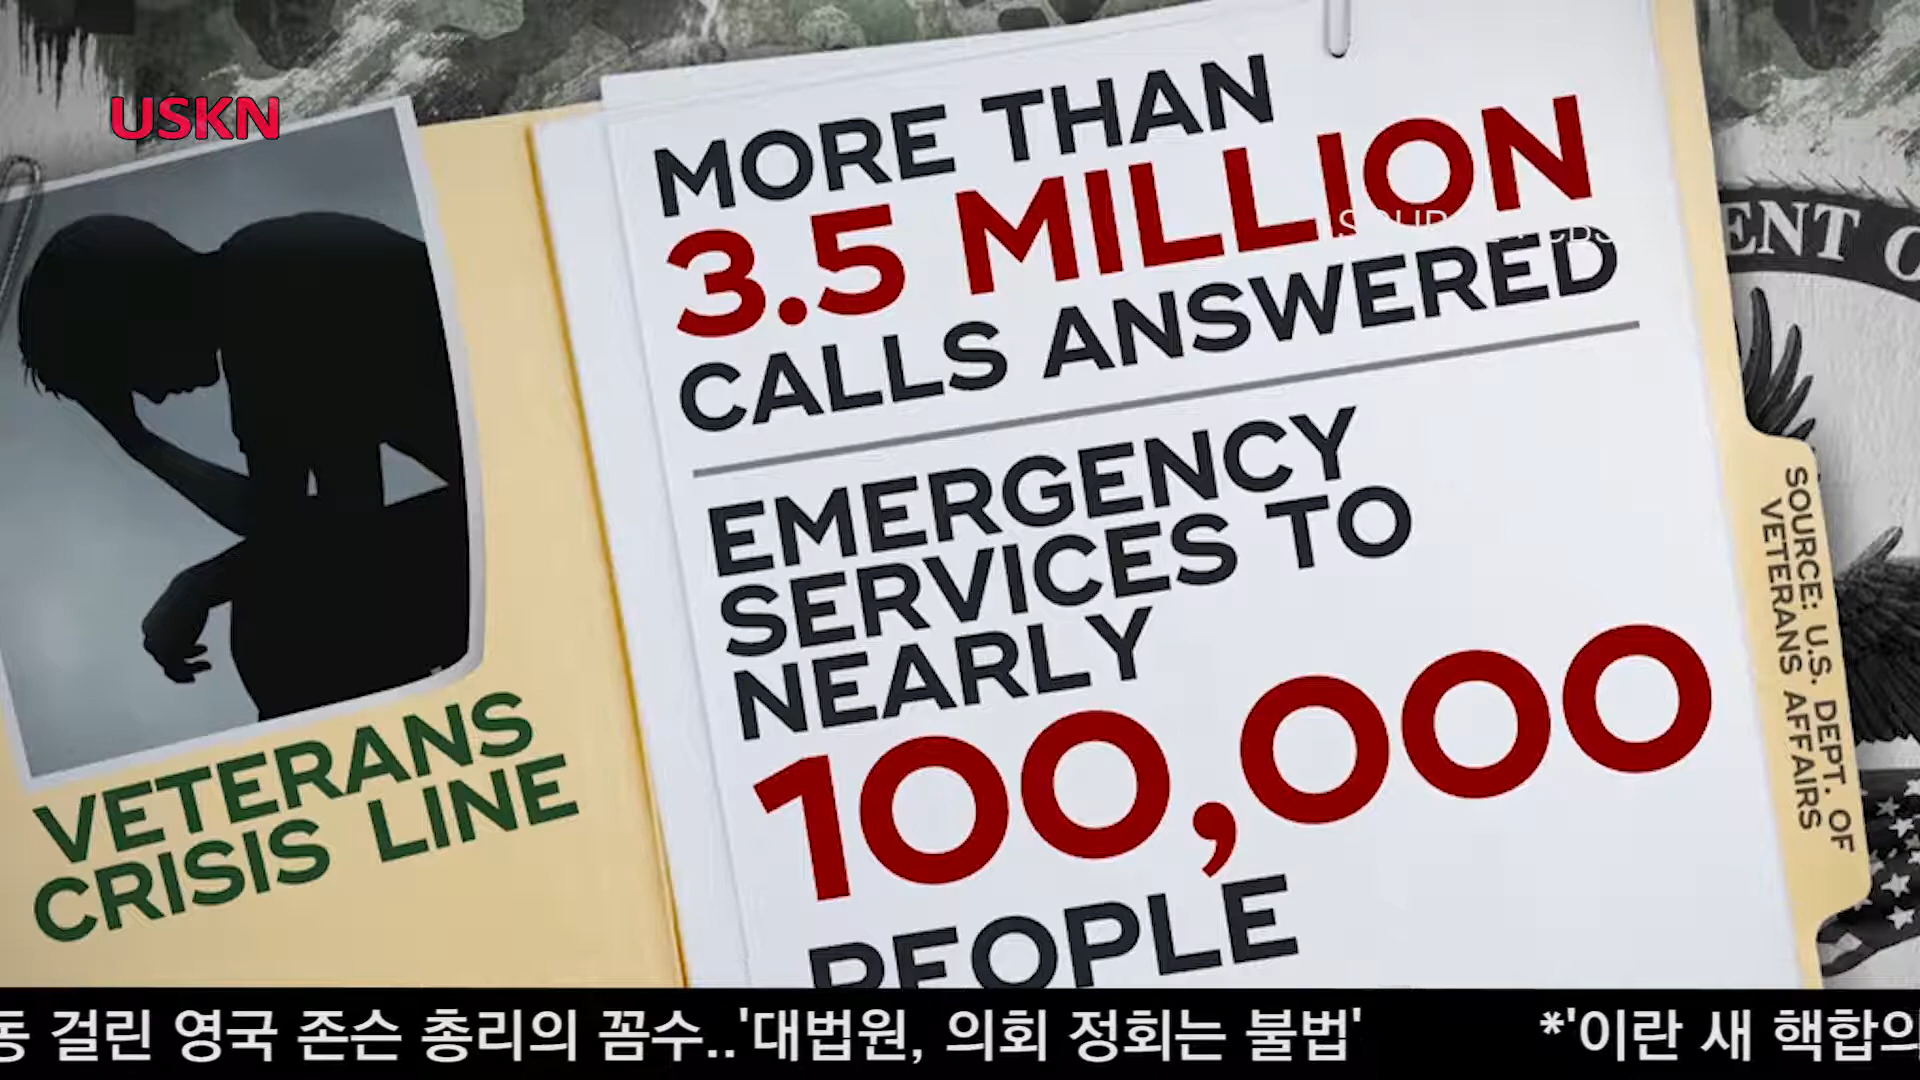 USKN
MORE THAN
3.5 MILLION
CALLS ANSWERED
EMERGENCY
SERVICES TO
NEARLY
100,000
PEOPLE
VETERANS
CRISIS LINE
SOURCE: U.S. DEPT. OF
VETERANS AFFAIRS
ENT O
걸린 영국 존슨 총리의 꼼수..'대법원, 의회 정회는 불법' *'이란 새 핵합의